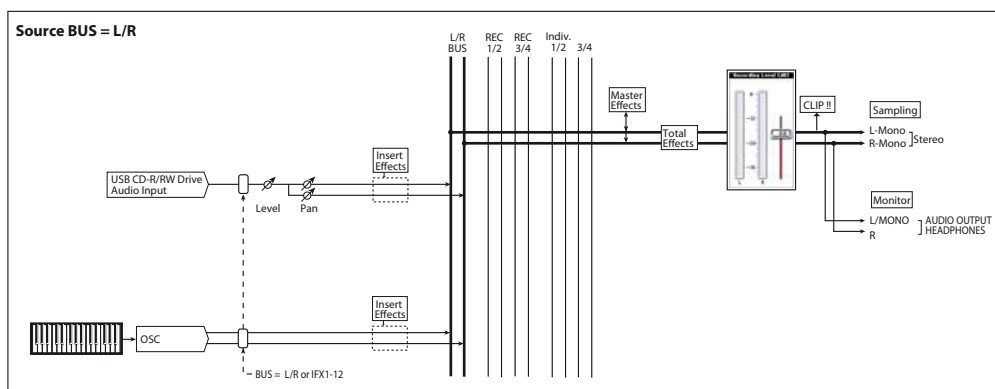 Source BUS = L/R
L/R BUS
REC 1/2
REC 3/4
Indiv. 1/2
3/4
Master Effects
Total Effects
CLIP !!
Sampling
L-Mono
R-Mono
Stereo
Insert Effects
USB CD-R/RW Drive
Audio Input
Level
Pan
Monitor
L/MONO
R
AUDIO OUTPUT
HEADPHONES
Insert Effects
OSC
BUS = L/R or IFX1-12